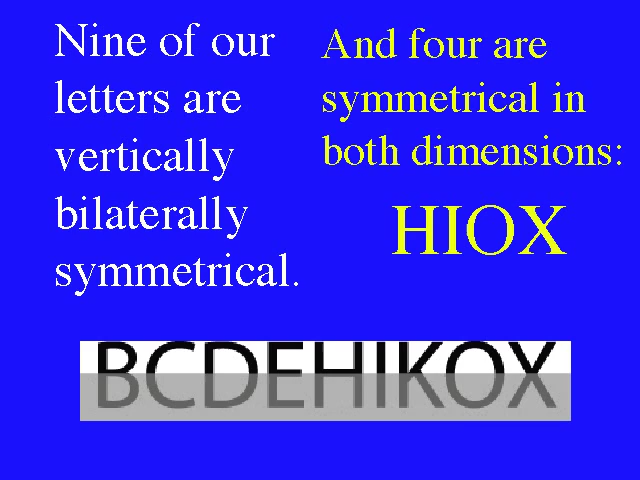 Nine of our
letters are
vertically
bilaterally
symmetrical.
And four are
symmetrical in
both dimensions:
HIOX
BCDEHIKOX